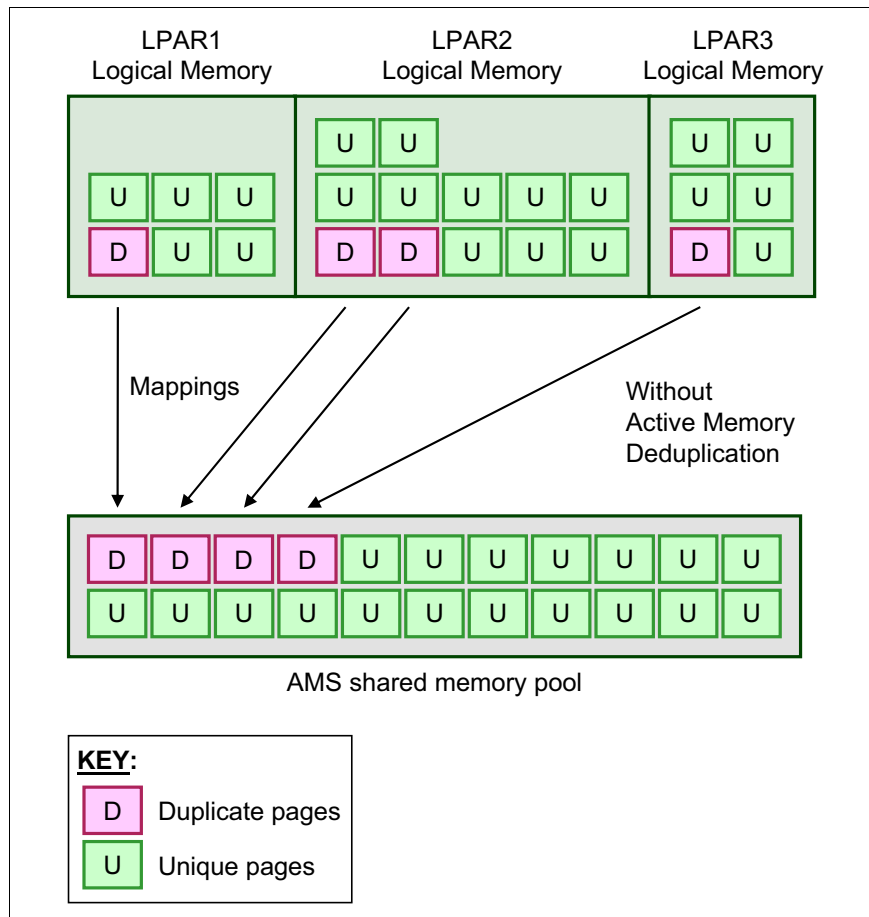 LPAR1
Logical Memory
LPAR2
Logical Memory
LPAR3
Logical Memory
U U
U U
U U U
U U U U U
U U
D U U
D D U U U
D U
Mappings
Without
Active Memory
Deduplication
D D D D U U U U U U U
U U U U U U U U U U U
AMS shared memory pool
KEY:
D Duplicate pages
U Unique pages